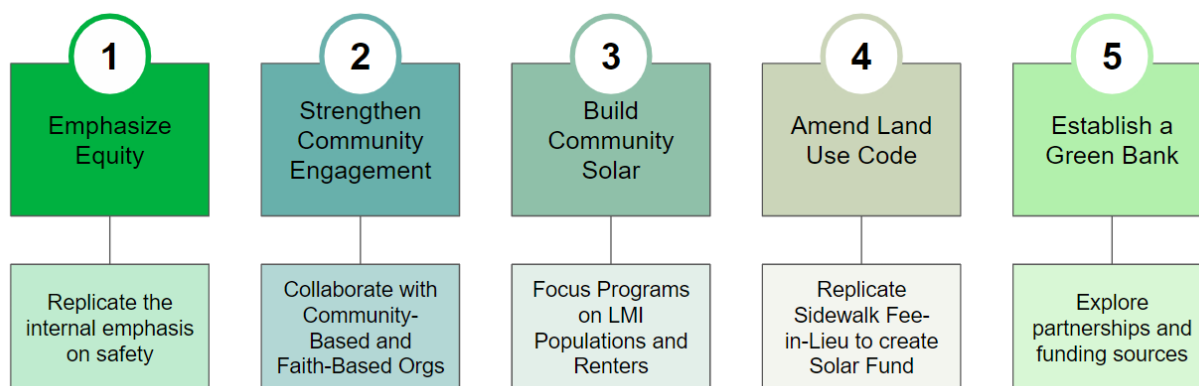 1
Emphasize
Equity
Replicate the
internal emphasis
on safety
2
Strengthen
Community
Engagement
Collaborate with
Community-
Based and
Faith-Based Orgs
3
Build
Community
Solar
Focus Programs
on LMI
Populations and
Renters
4
Amend Land
Use Code
Replicate
Sidewalk Fee-
in-Lieu to create
Solar Fund
5
Establish a
Green Bank
Explore
partnerships and
funding sources